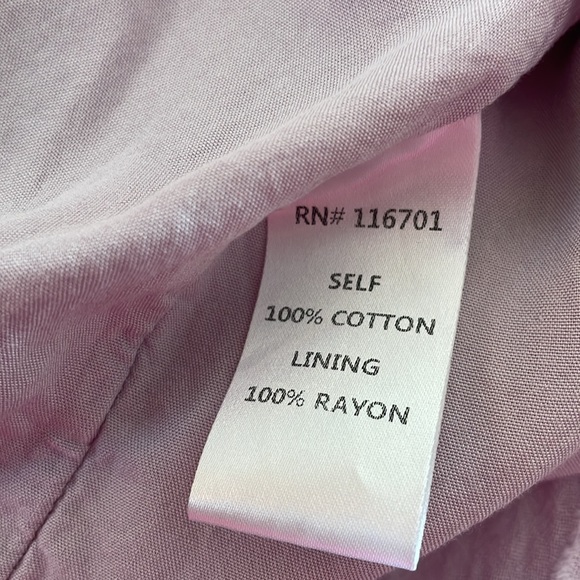 RN# 116701
SELF
100% COTTON
LINING
100% RAYON